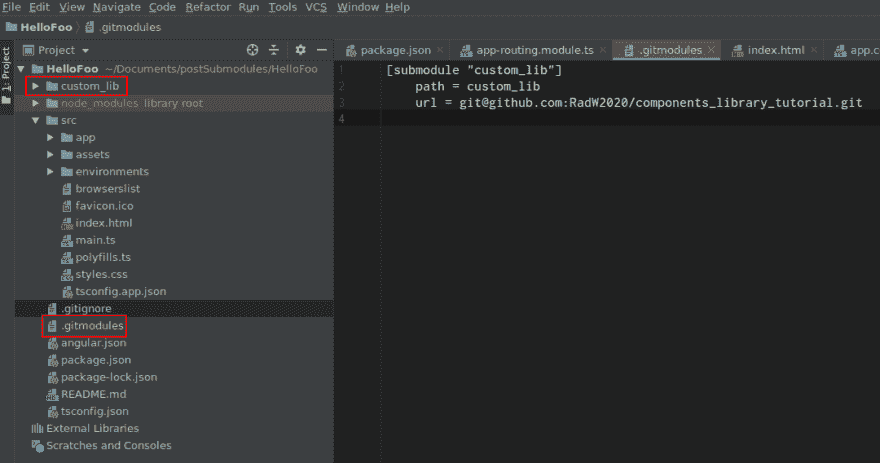 File Edit View Navigate Code Refactor Run Tools VCS Window Help
HelloFoo .gitmodules
1: Project
Project
HelloFoo ~/Documents/postSubmodules/HelloFoo
custom_lib
node_modules library root
src
app
assets
environments
browserslist
favicon.ico
index.html
main.ts
polyfills.ts
styles.css
tsconfig.app.json
.gitignore
.gitmodules
angular.json
package.json
package-lock.json
README.md
tsconfig.json
External Libraries
Scratches and Consoles
package.json app-routing.module.ts .gitmodules index.html app.c
1 [submodule "custom_lib"]
2 path = custom_lib
3 url = git@github.com:RadW2020/components_library_tutorial.git
4